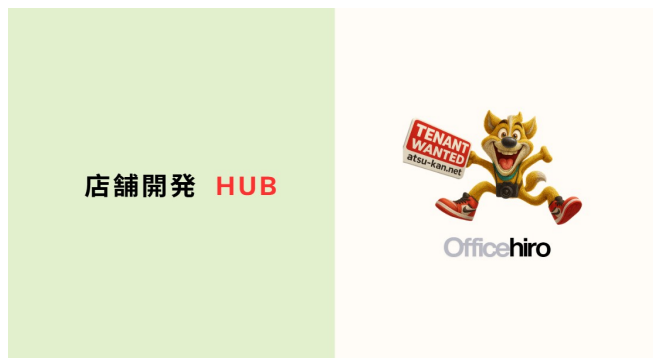 店舗開発 HUB
TENANT
WANTED
atsu-kan.net
Officehiro